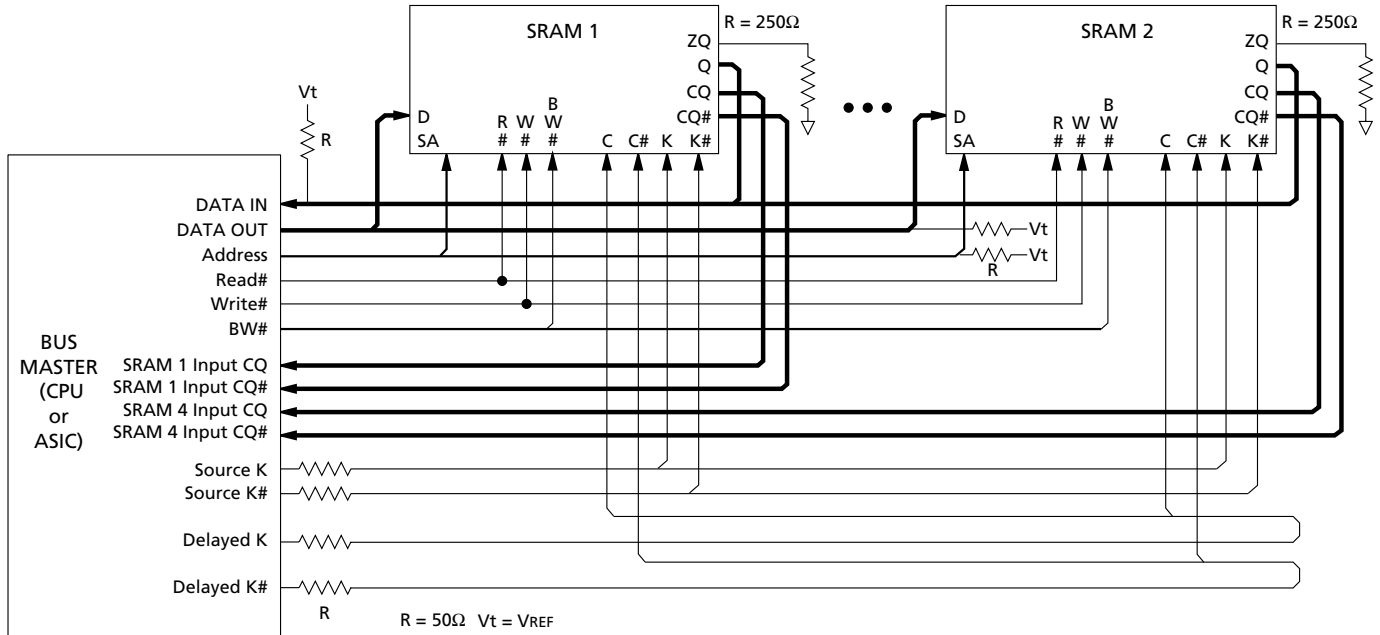 SRAM 1
R = 250Ω
ZQ
Q
CQ
CQ#
D
SA
R
#
W
#
B
W
#
C
C#
K
K#
SRAM 2
R = 250Ω
ZQ
Q
CQ
CQ#
D
SA
R
#
W
#
B
W
#
C
C#
K
K#
Vt
R
DATA IN
DATA OUT
Vt
Address
Vt
R
Read#
Write#
BW#
BUS
MASTER
(CPU
or
ASIC)
SRAM 1 Input CQ
SRAM 1 Input CQ#
SRAM 4 Input CQ
SRAM 4 Input CQ#
Source K
Source K#
Delayed K
Delayed K#
R
R = 50Ω Vt = VREF